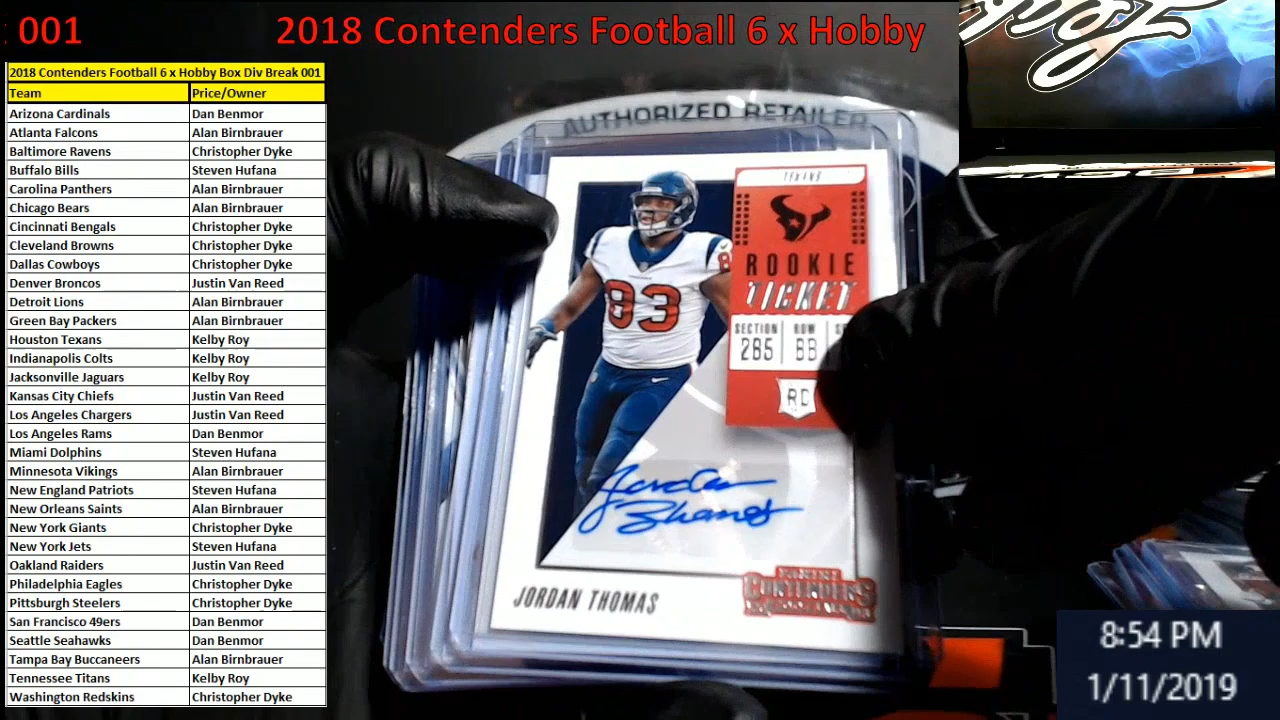 : 001
2018 Contenders Football 6 x Hobby
2018 Contenders Football 6 x Hobby Box Div Break 001
Team Price/Owner
Arizona Cardinals Dan Benmor
Atlanta Falcons Alan Birnbrauer
Baltimore Ravens Christopher Dyke
Buffalo Bills Steven Hufana
Carolina Panthers Alan Birnbrauer
Chicago Bears Alan Birnbrauer
Cincinnati Bengals Christopher Dyke
Cleveland Browns Christopher Dyke
Dallas Cowboys Christopher Dyke
Denver Broncos Justin Van Reed
Detroit Lions Alan Birnbrauer
Green Bay Packers Alan Birnbrauer
Houston Texans Kelby Roy
Indianapolis Colts Kelby Roy
Jacksonville Jaguars Kelby Roy
Kansas City Chiefs Justin Van Reed
Los Angeles Chargers Justin Van Reed
Los Angeles Rams Dan Benmor
Miami Dolphins Steven Hufana
Minnesota Vikings Alan Birnbrauer
New England Patriots Steven Hufana
New Orleans Saints Alan Birnbrauer
New York Giants Christopher Dyke
New York Jets Steven Hufana
Oakland Raiders Justin Van Reed
Philadelphia Eagles Christopher Dyke
Pittsburgh Steelers Christopher Dyke
San Francisco 49ers Dan Benmor
Seattle Seahawks Dan Benmor
Tampa Bay Buccaneers Alan Birnbrauer
Tennessee Titans Kelby Roy
Washington Redskins Christopher Dyke
AUTHORIZED RETAILER
TEXANS
ROOKIE
TICKET
SECTION ROW
285 BB
RC
83
Jordan
Thomas
JORDAN THOMAS
PANINI
CONTENDERS
8:54 PM
1/11/2019